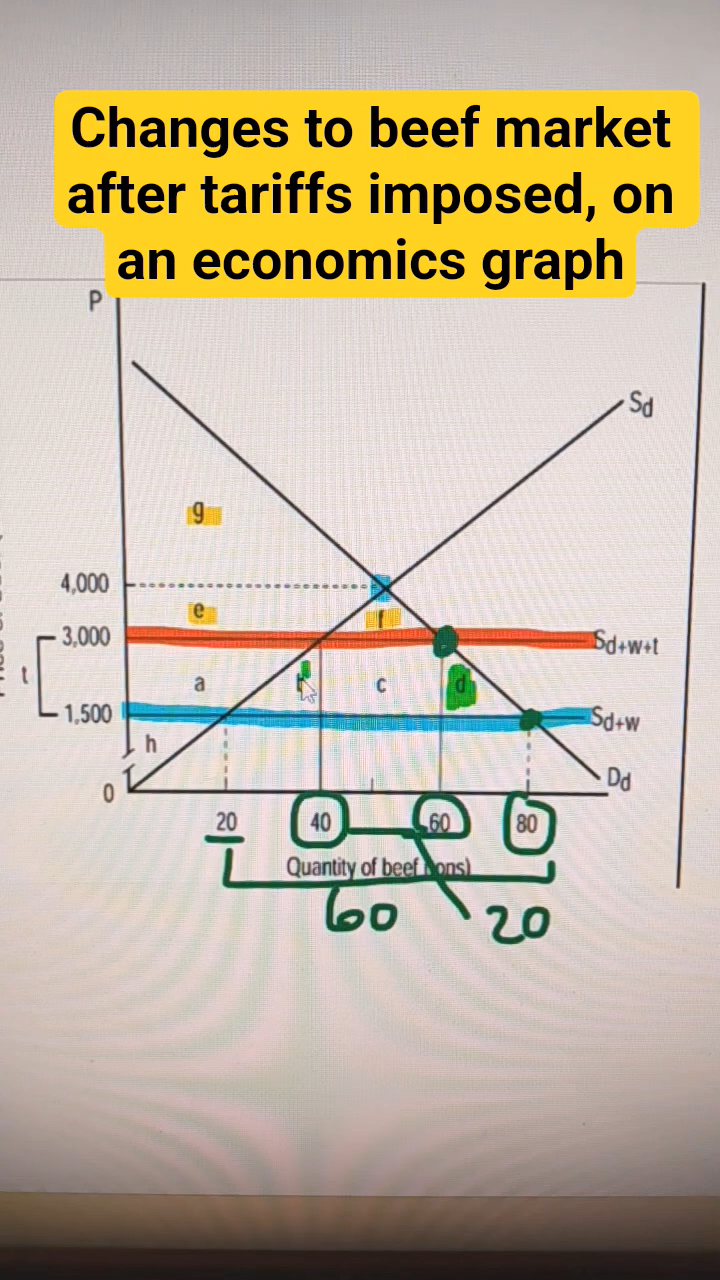 Changes to beef market
after tariffs imposed, on
an economics graph
P
Sd
g
4,000
e
f
3,000
Sd+w+t
t
a
c
d
1,500
Sd+w
h
Dd
0
20
40
60
80
Quantity of beef
60
20